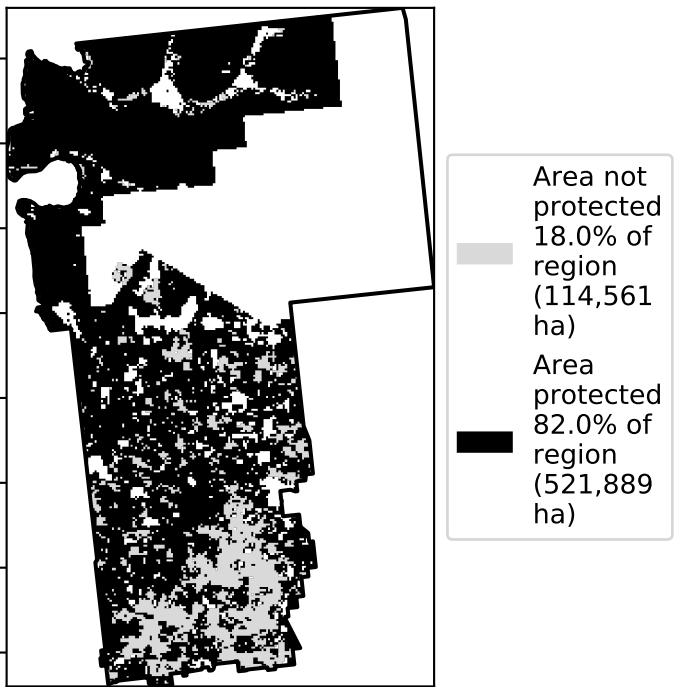 Area not
protected
18.0% of
region
(114,561
ha)
Area
protected
82.0% of
region
(521,889
ha)